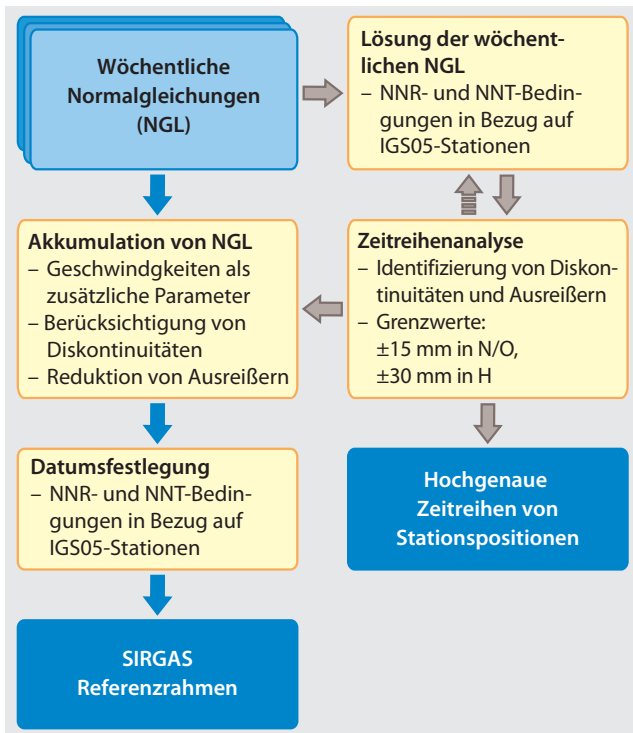 Wöchentliche
Normalgleichungen
(NGL)
Lösung der wöchent-
lichen NGL
– NNR- und NNT-Bedin-
gungen in Bezug auf
IGS05-Stationen
Akkumulation von NGL
– Geschwindgkeiten als
zusätzliche Parameter
– Berücksichtigung von
Diskontinuitäten
– Reduktion von Ausreißern
Zeitreihenanalyse
– Identifizierung von Diskon-
tinuitäten und Ausreißern
– Grenzwerte:
±15 mm in N/O,
±30 mm in H
Datumsfestlegung
– NNR- und NNT-Bedin-
gungen in Bezug auf
IGS05-Stationen
Hochgenaue
Zeitreihen von
Stationspositionen
SIRGAS
Referenzrahmen